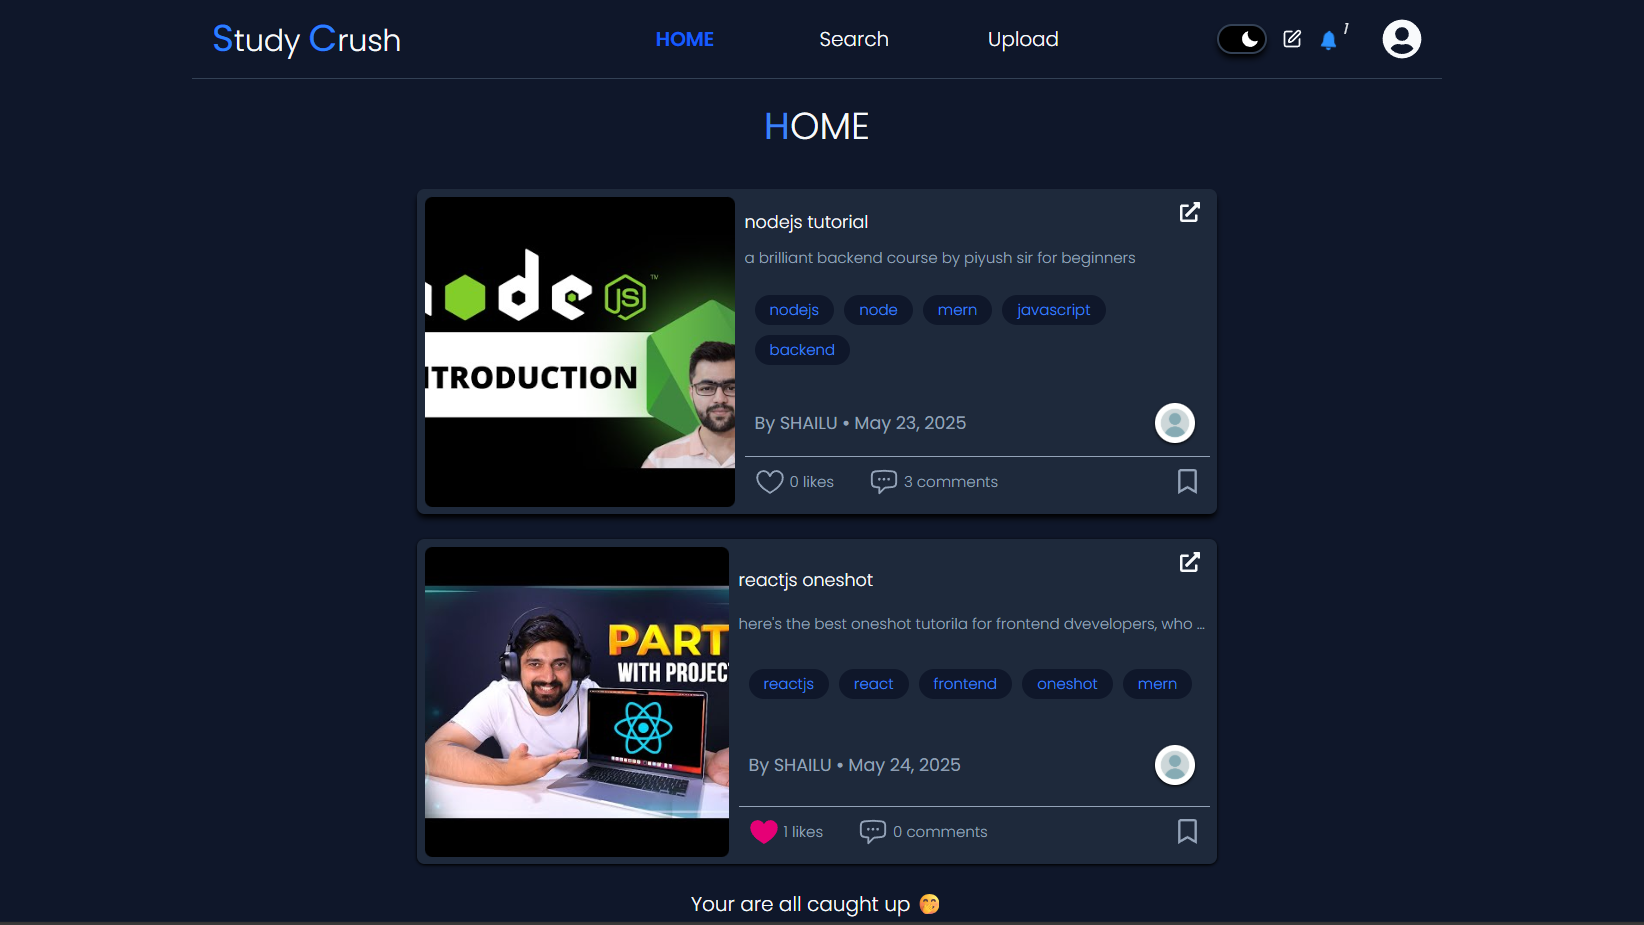 Study Crush
HOME
Search
Upload
1
HOME
node JS ™
NTRODUCTION
nodejs tutorial
a brilliant backend course by piyush sir for beginners
nodejs node mern javascript
backend
By SHAILU • May 23, 2025
0 likes
3 comments
PART
WITH PROJECT
reactjs oneshot
here's the best oneshot tutorila for frontend dvevelopers, who ...
reactjs react frontend oneshot mern
By SHAILU • May 24, 2025
1 likes
0 comments
Your are all caught up 🤭